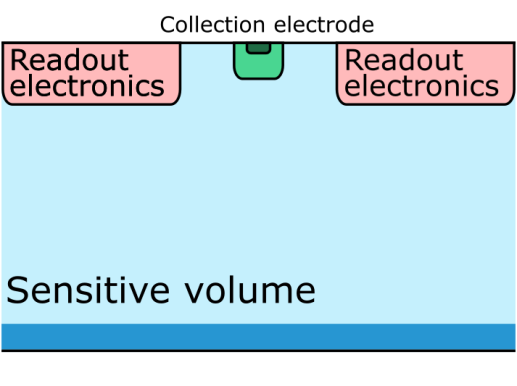 Collection electrode
Readout
electronics
Readout
electronics
Sensitive volume